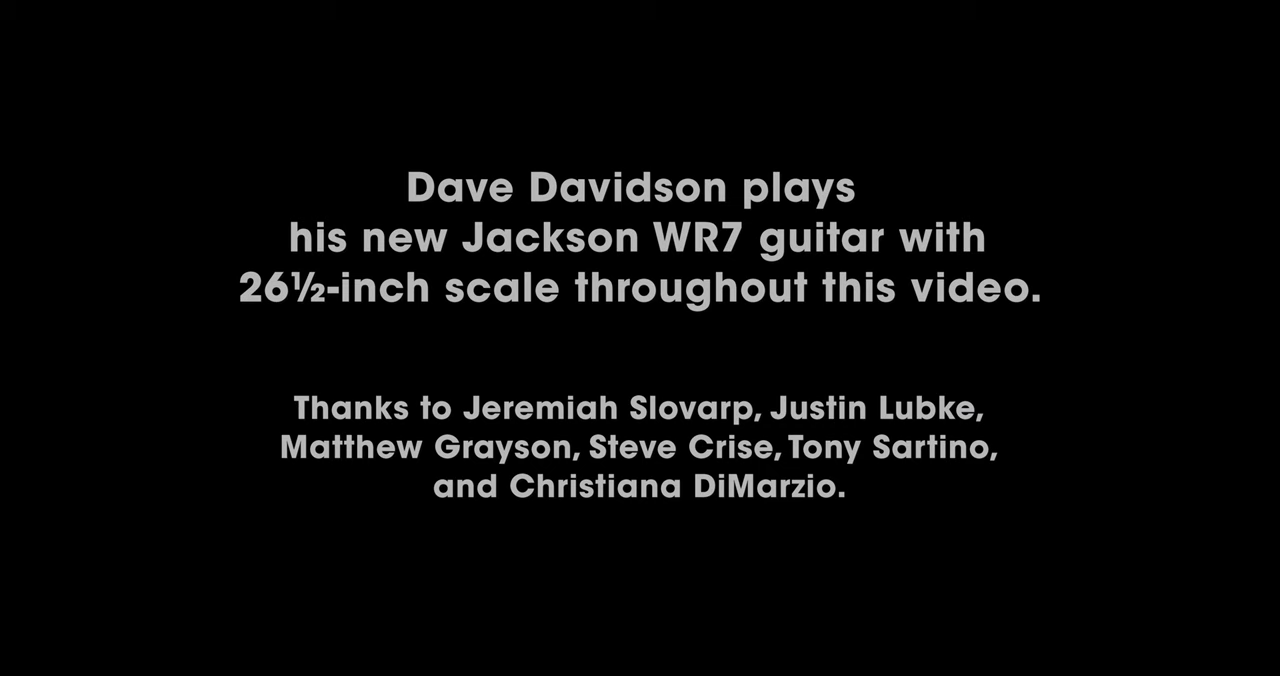 Dave Davidson plays
his new Jackson WR7 guitar with
26½-inch scale throughout this video.
Thanks to Jeremiah Slovarp, Justin Lubke,
Matthew Grayson, Steve Crise, Tony Sartino,
and Christiana DiMarzio.